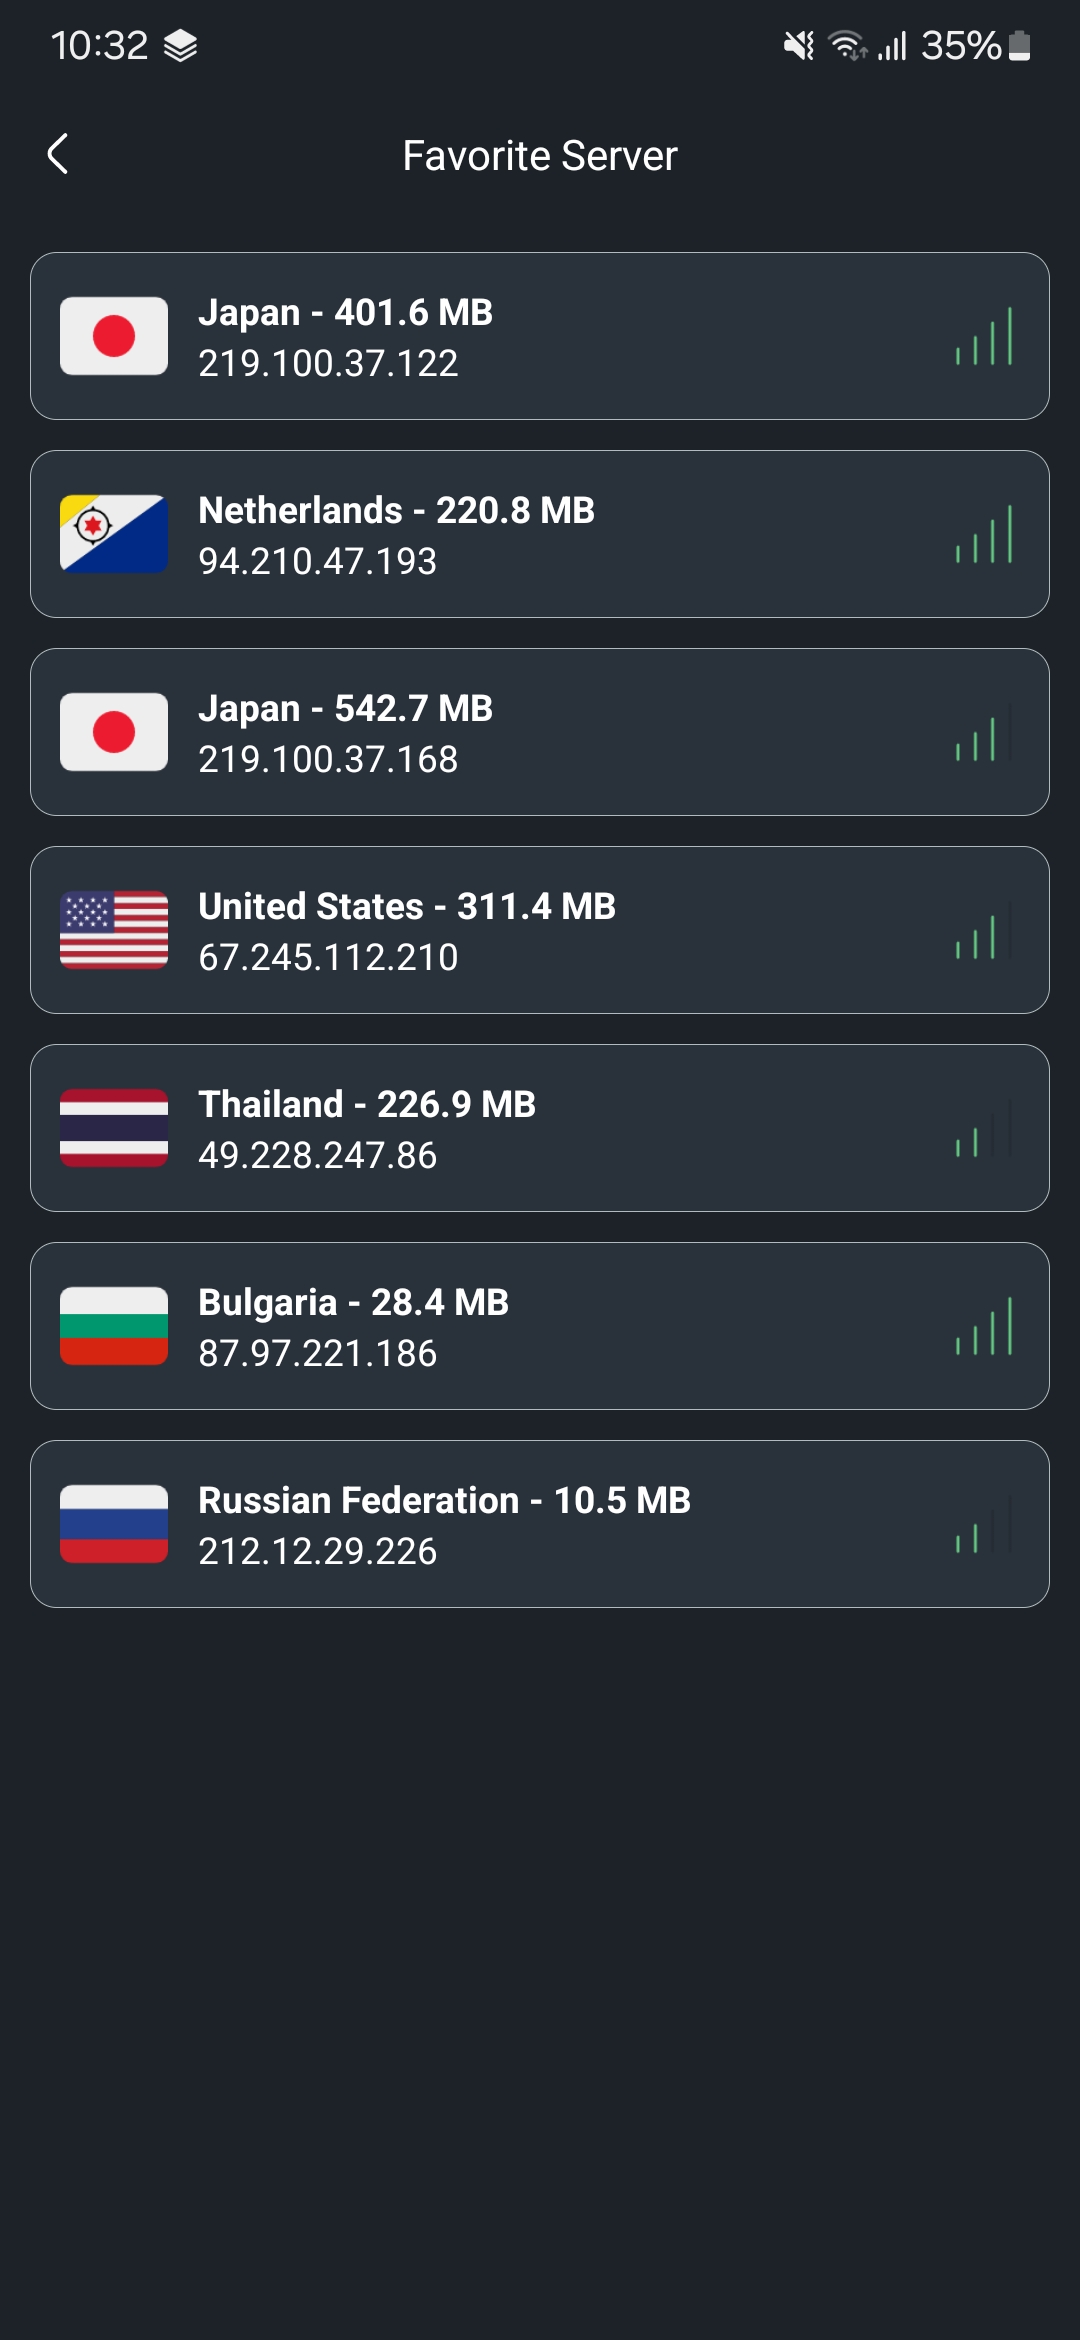 10:32
35%
Favorite Server
Japan - 401.6 MB
219.100.37.122
Netherlands - 220.8 MB
94.210.47.193
Japan - 542.7 MB
219.100.37.168
United States - 311.4 MB
67.245.112.210
Thailand - 226.9 MB
49.228.247.86
Bulgaria - 28.4 MB
87.97.221.186
Russian Federation - 10.5 MB
212.12.29.226